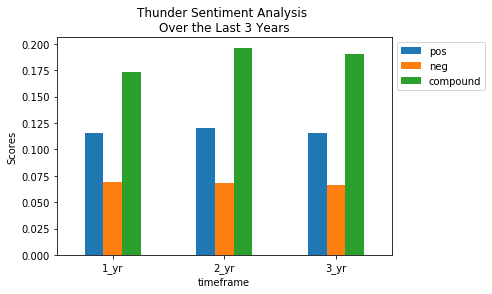 Thunder Sentiment Analysis
Over the Last 3 Years
pos
neg
compound
0.200
0.175
0.150
0.125
0.100
0.075
0.050
0.025
0.000
Scores
1_yr
2_yr
3_yr
timeframe